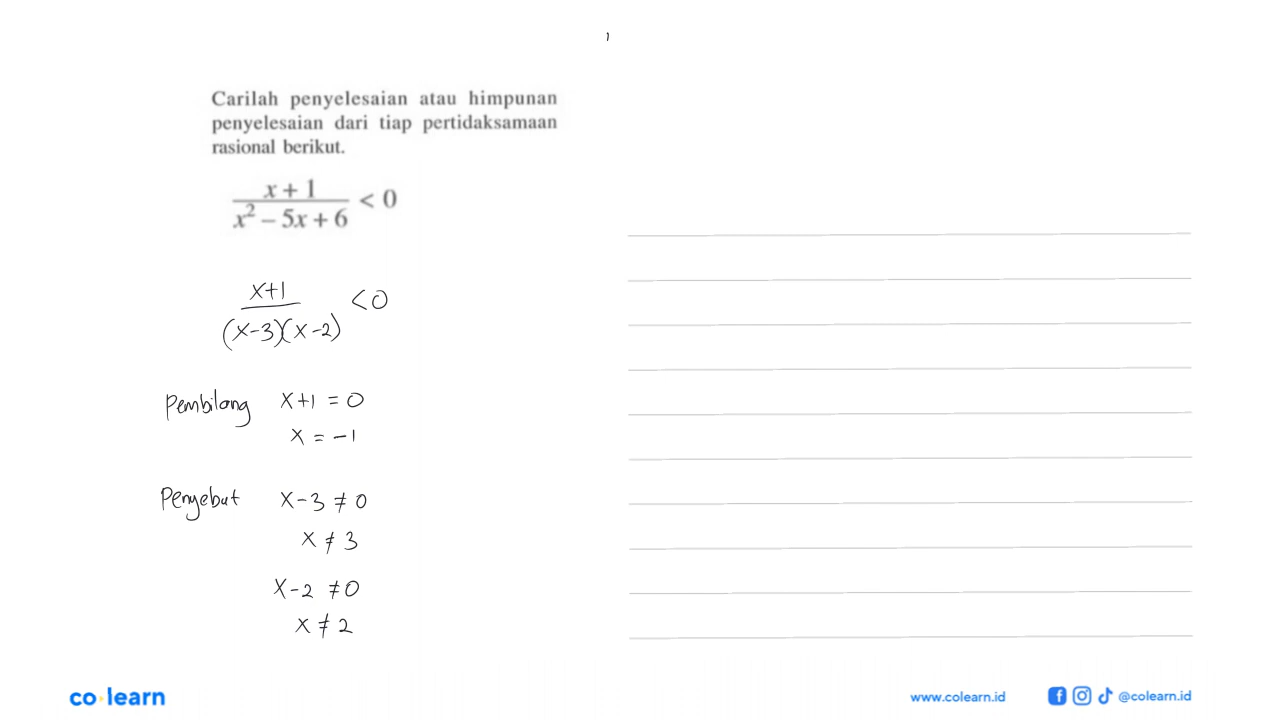 Carilah penyelesaian atau himpunan
penyelesaian dari tiap pertidaksamaan
rasional berikut.
x + 1
x² – 5x + 6
< 0
x+1
(x-3)(x-2)
<0
Pembilang x+1 = 0
x = -1
Penyebut x-3 ≠ 0
x ≠ 3
x-2 ≠0
x ≠ 2
co learn
www.colearn.id
@colearn.id